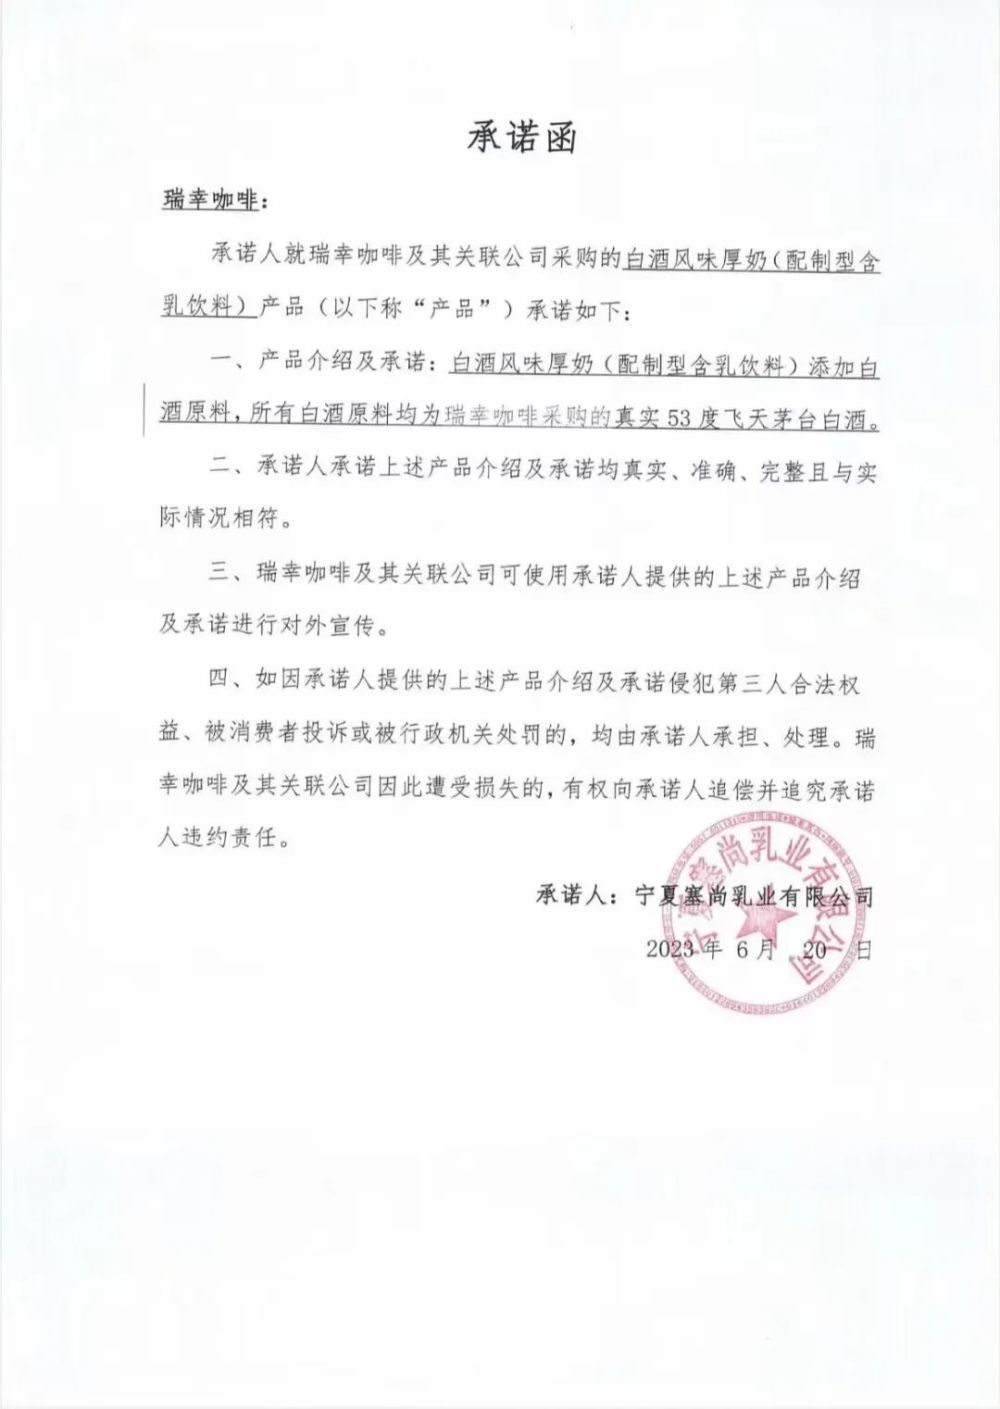 承诺函
瑞幸咖啡：
承诺人就瑞幸咖啡及其关联公司采购的白酒风味厚奶（配制型含
乳饮料）产品（以下称“产品”）承诺如下：
一、产品介绍及承诺：白酒风味厚奶（配制型含乳饮料）添加白
酒原料，所有白酒原料均为瑞幸咖啡采购的真实 53 度飞天茅台白酒。
二、承诺人承诺上述产品介绍及承诺均真实、准确、完整且与实
际情况相符。
三、瑞幸咖啡及其关联公司可使用承诺人提供的上述产品介绍
及承诺进行对外宣传。
四、如因承诺人提供的上述产品介绍及承诺侵犯第三人合法权
益、被消费者投诉或被行政机关处罚的，均由承诺人承担、处理。瑞
幸咖啡及其关联公司因此遭受损失的，有权向承诺人追偿并追究承诺
人违约责任。
承诺人：宁夏塞尚乳业有限公司
2023 年 6 月 20 日
宁夏塞尚乳业有限公司